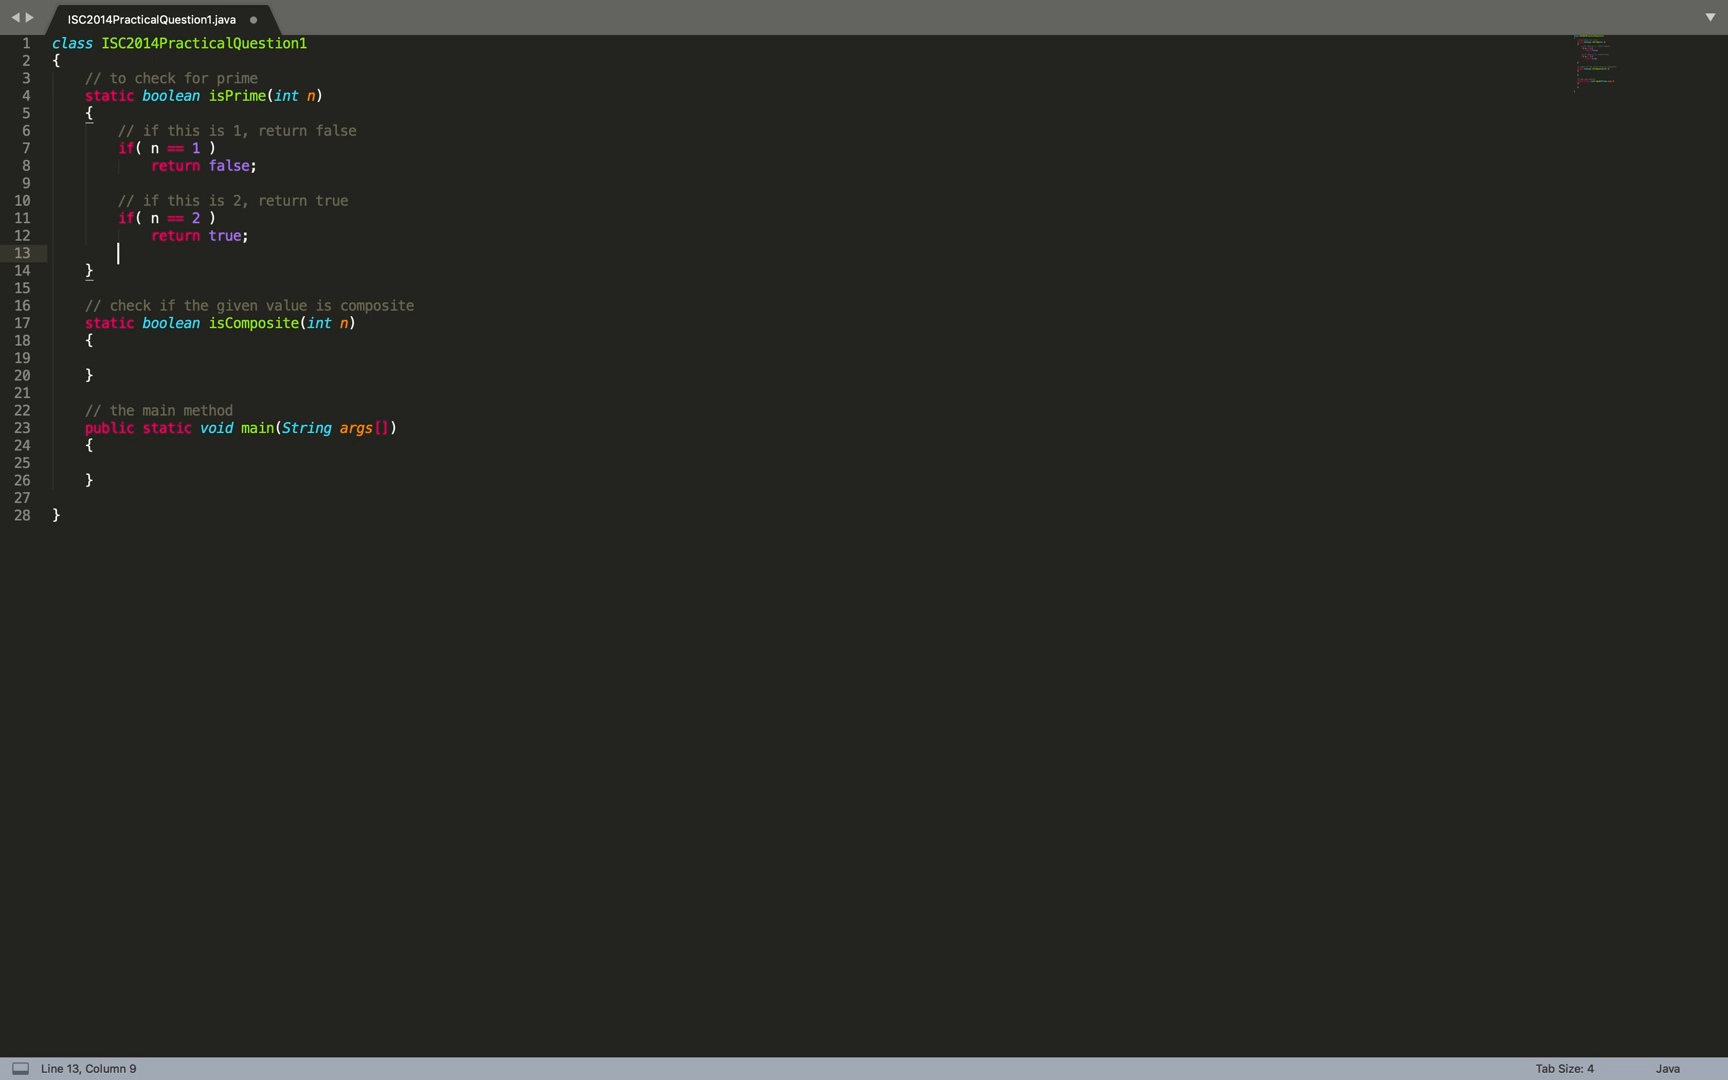 ISC2014PracticalQuestion1.java
1 class ISC2014PracticalQuestion1
2 {
3 // to check for prime
4 static boolean isPrime(int n)
5 {
6 // if this is 1, return false
7 if( n == 1 )
8 return false;
9
10 // if this is 2, return true
11 if( n == 2 )
12 return true;
13
14 }
15
16 // check if the given value is composite
17 static boolean isComposite(int n)
18 {
19
20 }
21
22 // the main method
23 public static void main(String args[])
24 {
25
26 }
27
28 }
Line 13, Column 9 Tab Size: 4 Java